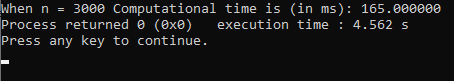 When n = 3000 Computational time is (in ms): 165.000000
Process returned 0 (0x0)   execution time : 4.562 s
Press any key to continue.